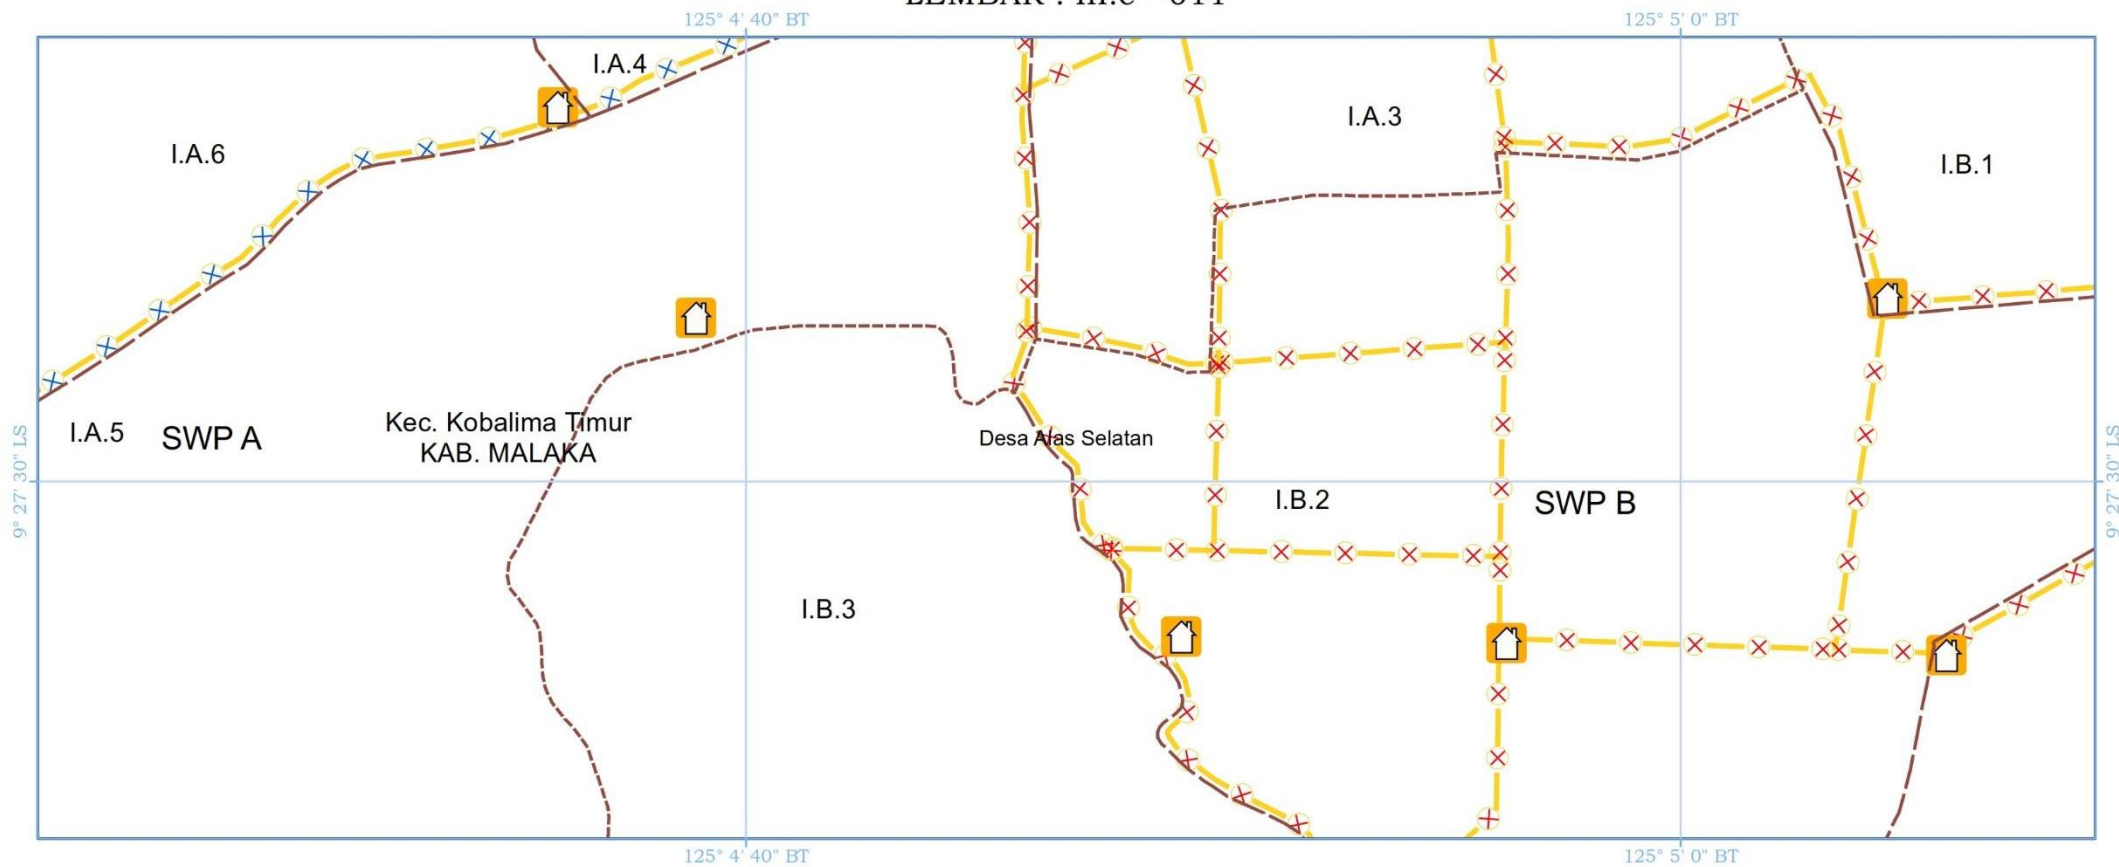 125° 4' 40" BT
125° 5' 0" BT
I.A.4
I.A.3
I.A.6
I.B.1
I.A.5
SWP A
Kec. Kobalima Timur
KAB. MALAKA
Desa Alas Selatan
9° 27' 30" LS
9° 27' 30" LS
I.B.2
SWP B
I.B.3
125° 4' 40" BT
125° 5' 0" BT